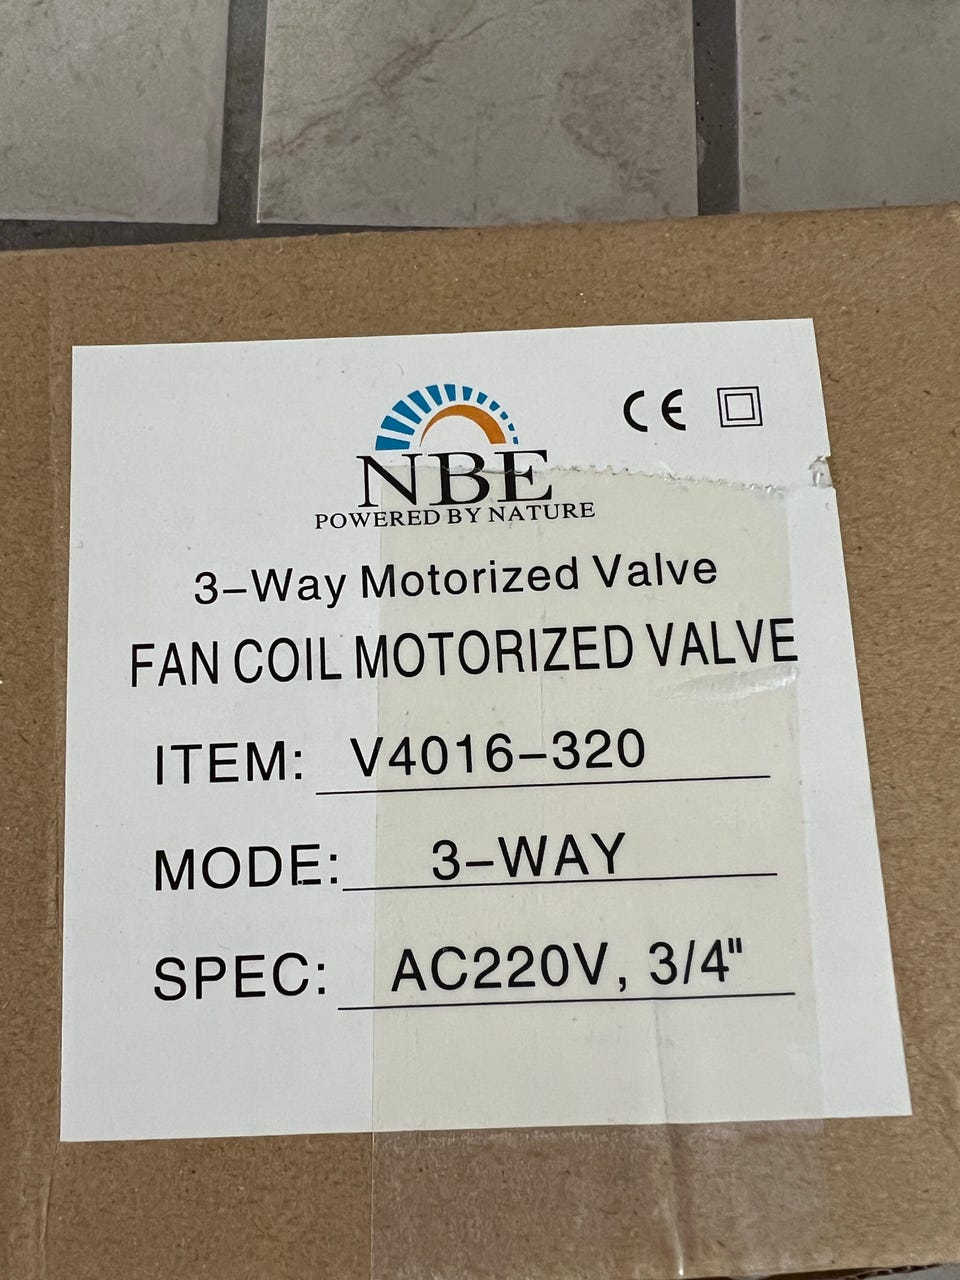 CE
NBE
POWERED BY NATURE
3-Way Motorized Valve
FAN COIL MOTORIZED VALVE
ITEM: V4016-320
MODE: 3-WAY
SPEC: AC220V, 3/4"